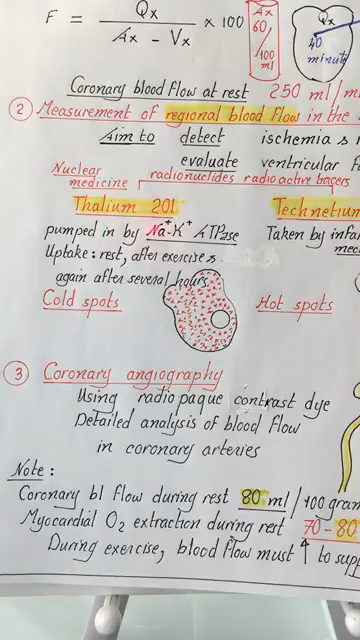 F = Qx / Ax - Vx × 100
Ax
60
/
100
ml
Qx
40
minute
Coronary blood flow at rest 250 ml/m
② Measurement of regional blood flow in the
Aim to detect ischemia &
evaluate ventricular
Nuclear medicine radionuclides radioactive tracers
Thalium 201 Technetium
pumped in by Na+ K+ ATPase Taken by infar
Uptake: rest, after exercise &
again after several hours
Cold spots Hot spots
③ Coronary angiography
Using radiopaque contrast dye
Detailed analysis of blood flow
in coronary arteries
Note:
Coronary bl flow during rest 80 ml / 100 gram
Myocardial O2 extraction during rest 70 - 80
During exercise, blood flow must ↑ to supp